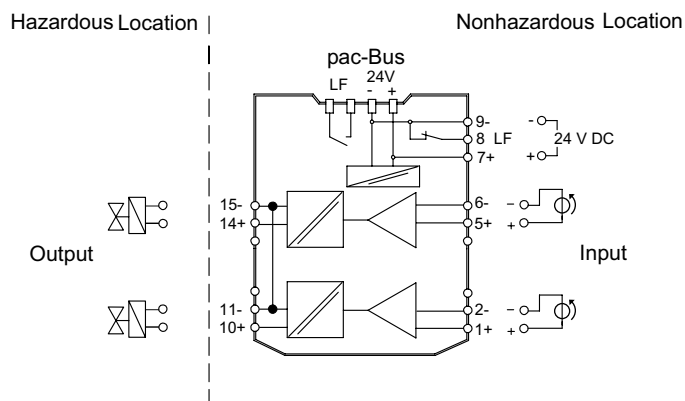 Hazardous Location
Nonhazardous Location
pac-Bus
LF 24V
- +
9-
8 LF
7+
-
+
24 V DC
15-
14+
6-
5+
-
+
Output
Input
11-
10+
2-
1+
-
+